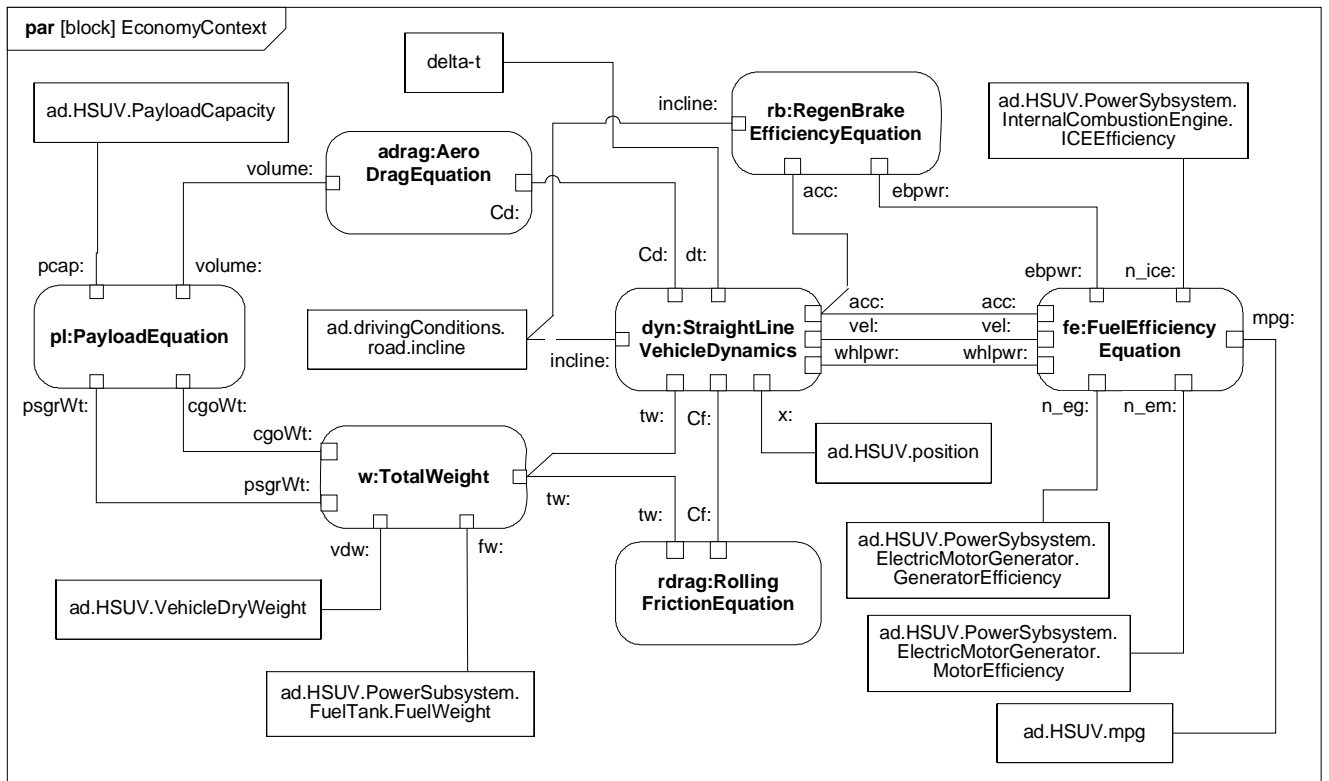 par [block] EconomyContext
delta-t
ad.HSUV.PayloadCapacity
incline:
rb:RegenBrake
EfficiencyEquation
ad.HSUV.PowerSybsystem.
InternalCombustionEngine.
ICEEfficiency
volume:
adrag:Aero
DragEquation
Cd:
acc:
ebpwr:
pcap:
volume:
Cd:
dt:
ebpwr:
n_ice:
pl:PayloadEquation
ad.drivingConditions.
road.incline
incline:
dyn:StraightLine
VehicleDynamics
acc:
vel:
whlpwr:
acc:
vel:
whlpwr:
fe:FuelEfficiency
Equation
mpg:
psgrWt:
cgoWt:
tw:
Cf:
x:
n_eg:
n_em:
cgoWt:
psgrWt:
w:TotalWeight
tw:
ad.HSUV.position
vdw:
fw:
tw:
Cf:
rdrag:Rolling
FrictionEquation
ad.HSUV.PowerSybsystem.
ElectricMotorGenerator.
GeneratorEfficiency
ad.HSUV.VehicleDryWeight
ad.HSUV.PowerSybsystem.
ElectricMotorGenerator.
MotorEfficiency
ad.HSUV.PowerSubsystem.
FuelTank.FuelWeight
ad.HSUV.mpg